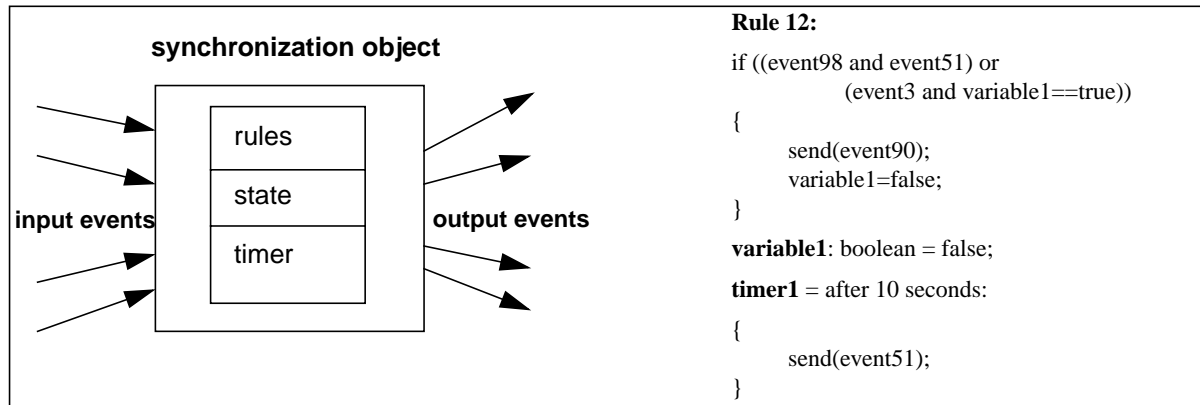 synchronization object
rules
state
timer
input events
output events
Rule 12:
if ((event98 and event51) or
(event3 and variable1==true))
{
send(event90);
variable1=false;
}
variable1: boolean = false;
timer1 = after 10 seconds:
{
send(event51);
}